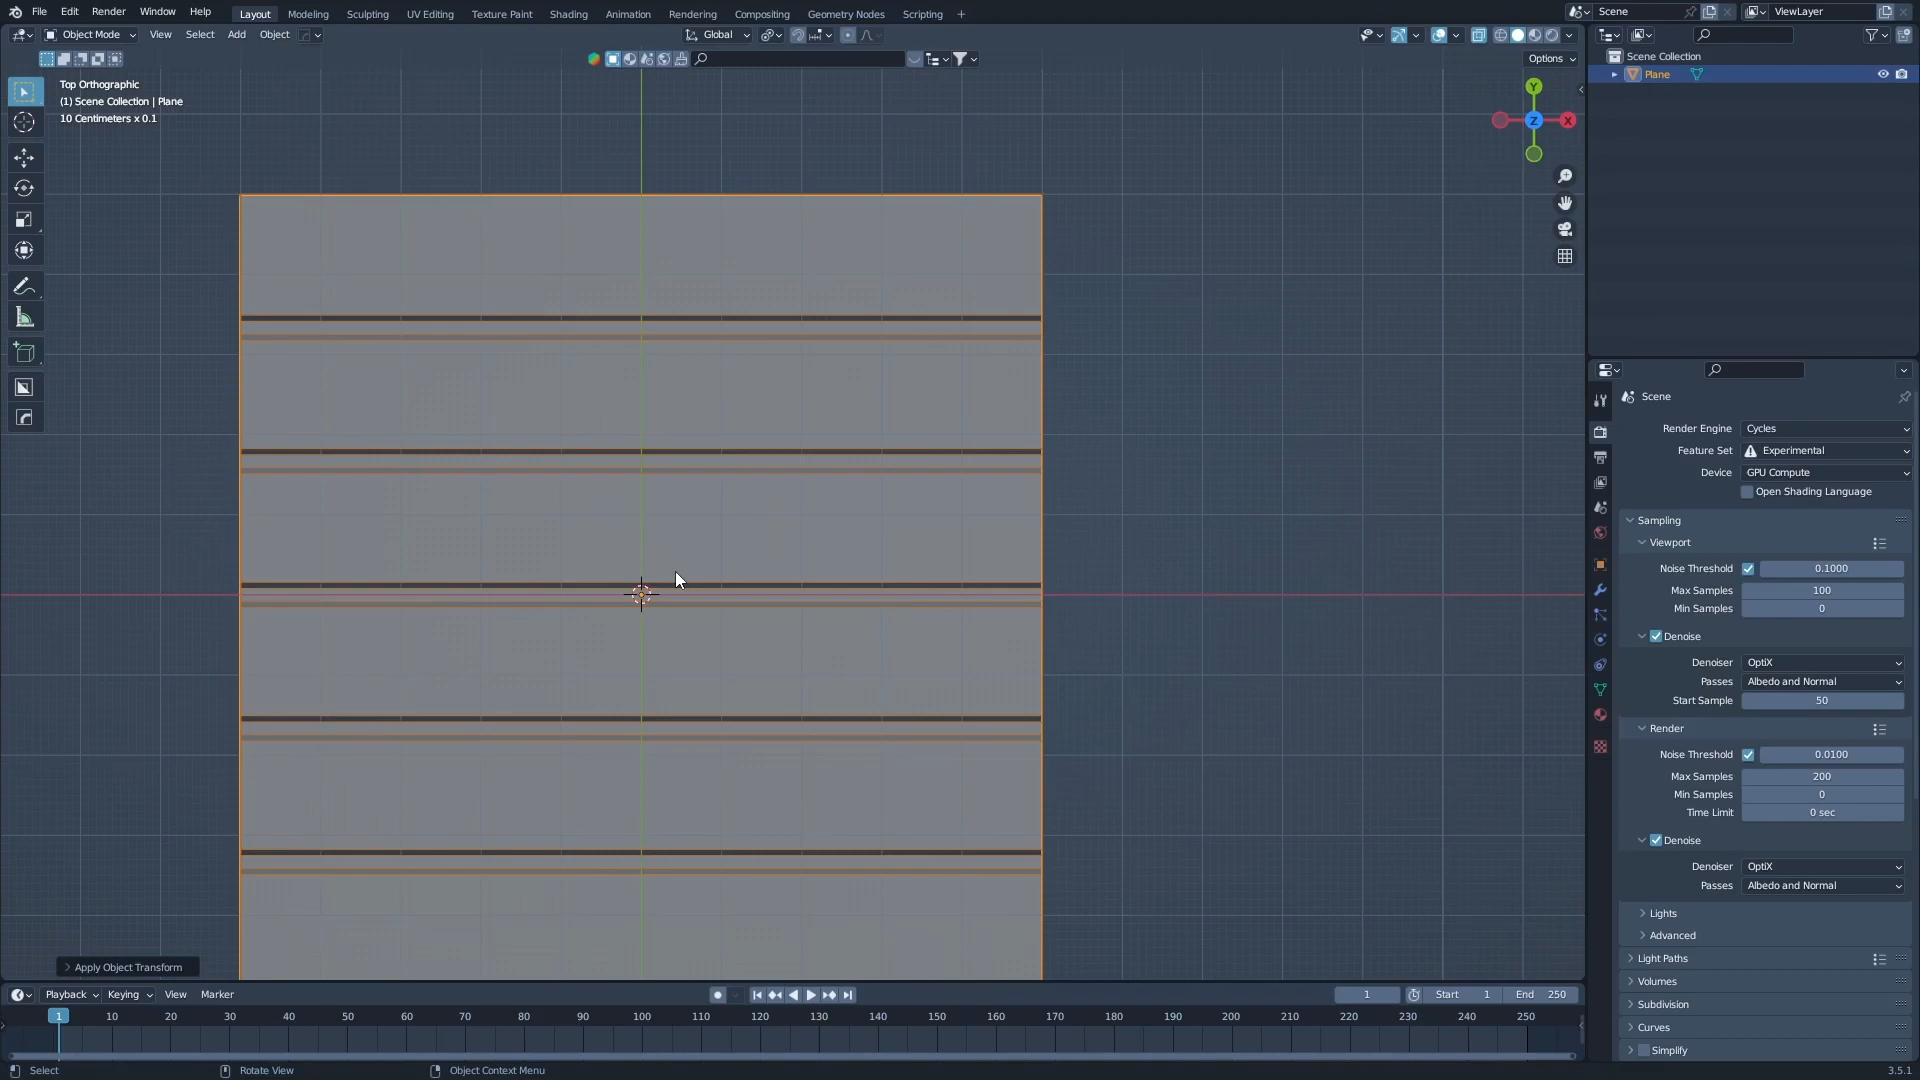 File Edit Render Window Help Layout Modeling Sculpting UV Editing Texture Paint Shading Animation Rendering Compositing Geometry Nodes Scripting + Scene ViewLayer
Object Mode View Select Add Object Global
Options
Top Orthographic
(1) Scene Collection | Plane
10 Centimeters x 0.1
Y
Z X
Scene Collection
Plane
Scene
Render Engine Cycles
Feature Set Experimental
Device GPU Compute
Open Shading Language
Sampling
Viewport
Noise Threshold 0.1000
Max Samples 100
Min Samples 0
Denoise
Denoiser OptiX
Passes Albedo and Normal
Start Sample 50
Render
Noise Threshold 0.0100
Max Samples 200
Min Samples 0
Time Limit 0 sec
Denoise
Denoiser OptiX
Passes Albedo and Normal
Lights
Advanced
Light Paths
Volumes
Subdivision
Curves
Simplify
Apply Object Transform
Playback Keying View Marker 1 Start 1 End 250
1 10 20 30 40 50 60 70 80 90 100 110 120 130 140 150 160 170 180 190 200 210 220 230 240 250
Select Rotate View Object Context Menu 3.5.1